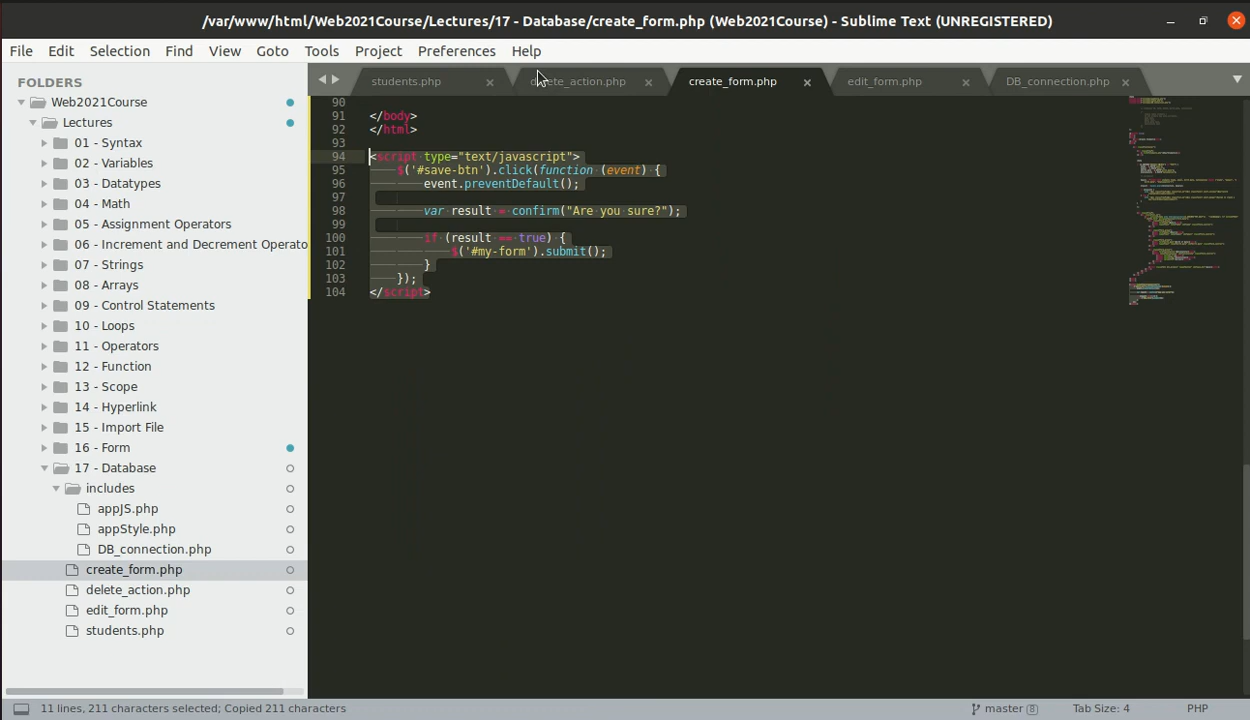 /var/www/html/Web2021Course/Lectures/17 - Database/create_form.php (Web2021Course) - Sublime Text (UNREGISTERED)
File Edit Selection Find View Goto Tools Project Preferences Help
FOLDERS
Web2021Course
Lectures
01 - Syntax
02 - Variables
03 - Datatypes
04 - Math
05 - Assignment Operators
06 - Increment and Decrement Operato
07 - Strings
08 - Arrays
09 - Control Statements
10 - Loops
11 - Operators
12 - Function
13 - Scope
14 - Hyperlink
15 - Import File
16 - Form
17 - Database
includes
appJS.php
appStyle.php
DB_connection.php
create_form.php
delete_action.php
edit_form.php
students.php
students.php delete_action.php create_form.php edit_form.php DB_connection.php
90
91 </body>
92 </html>
93
94 <script type="text/javascript">
95 $('#save-btn').click(function (event) {
96 event.preventDefault();
97
98 var result = confirm("Are you sure?");
99
100 if (result == true) {
101 $('#my-form').submit();
102 }
103 });
104 </script>
11 lines, 211 characters selected; Copied 211 characters
master 8 Tab Size: 4 PHP